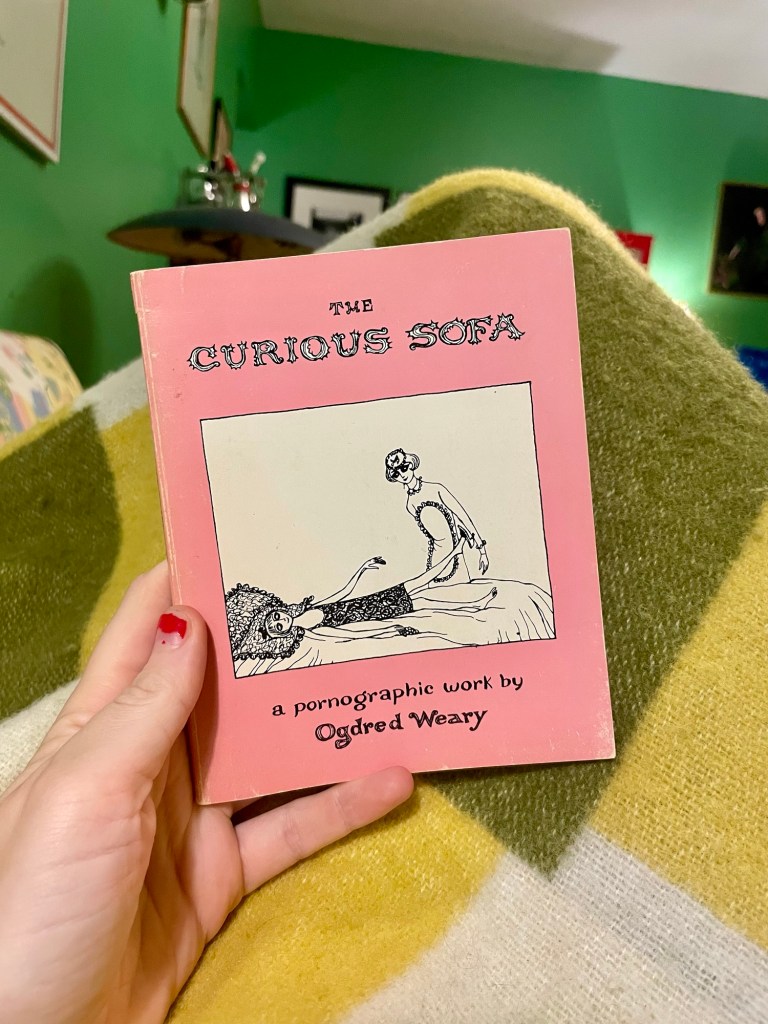 THE
CURIOUS SOFA
a pornographic work by
Ogdred Weary